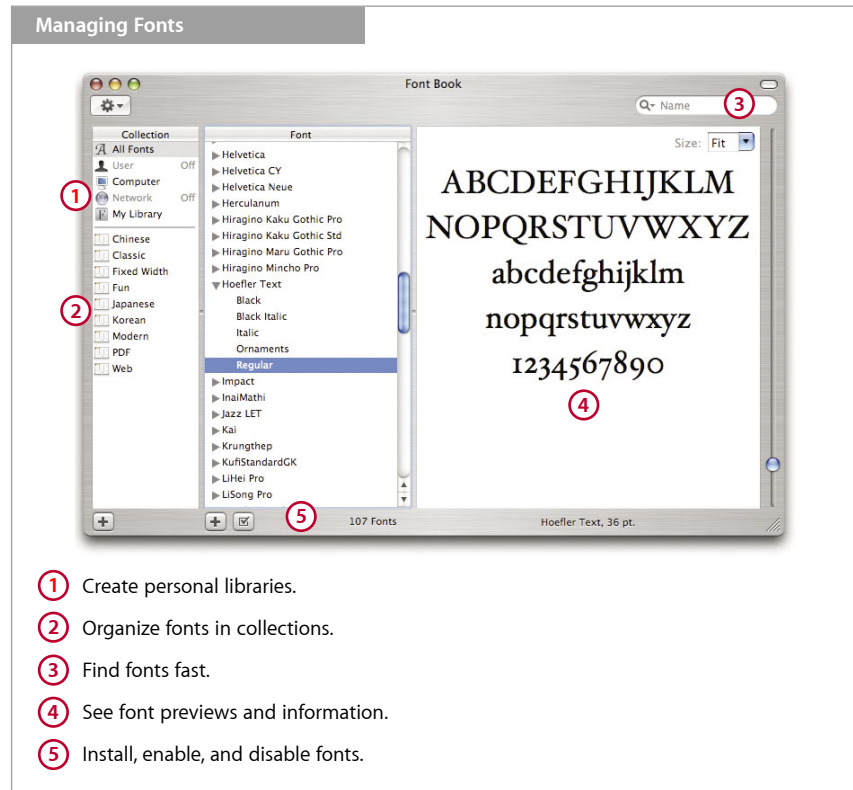 Managing Fonts
Font Book
Name
3
Collection
All Fonts
User Off
Computer
Network Off
My Library
1
Chinese
Classic
Fixed Width
Fun
Japanese
Korean
Modern
PDF
Web
2
Font
Helvetica
Helvetica CY
Helvetica Neue
Herculanum
Hiragino Kaku Gothic Pro
Hiragino Kaku Gothic Std
Hiragino Maru Gothic Pro
Hiragino Mincho Pro
Hoefler Text
Black
Black Italic
Italic
Ornaments
Regular
Impact
InaiMathi
Jazz LET
Kai
Krungthep
KufiStandardGK
LiHei Pro
LiSong Pro
Size: Fit
ABCDEFGHIJKLM
NOPQRSTUVWXYZ
abcdefghijklm
nopqrstuvwxyz
1234567890
4
5
107 Fonts
Hoefler Text, 36 pt.
1 Create personal libraries.
2 Organize fonts in collections.
3 Find fonts fast.
4 See font previews and information.
5 Install, enable, and disable fonts.